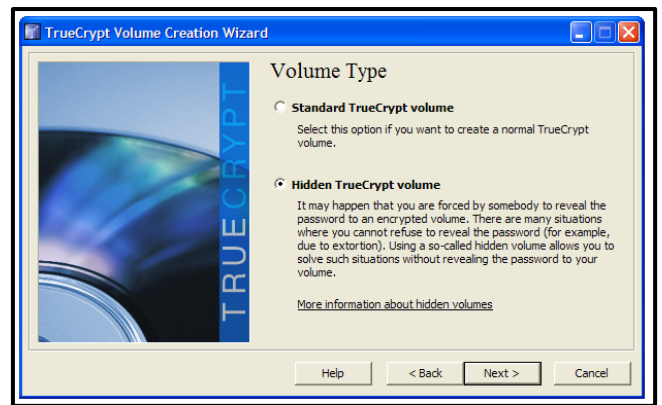 TrueCrypt Volume Creation Wizard
TRUECRYPT
Volume Type
Standard TrueCrypt volume
Select this option if you want to create a normal TrueCrypt
volume.
Hidden TrueCrypt volume
It may happen that you are forced by somebody to reveal the
password to an encrypted volume. There are many situations
where you cannot refuse to reveal the password (for example,
due to extortion). Using a so-called hidden volume allows you to
solve such situations without revealing the password to your
volume.
More information about hidden volumes
Help < Back Next > Cancel